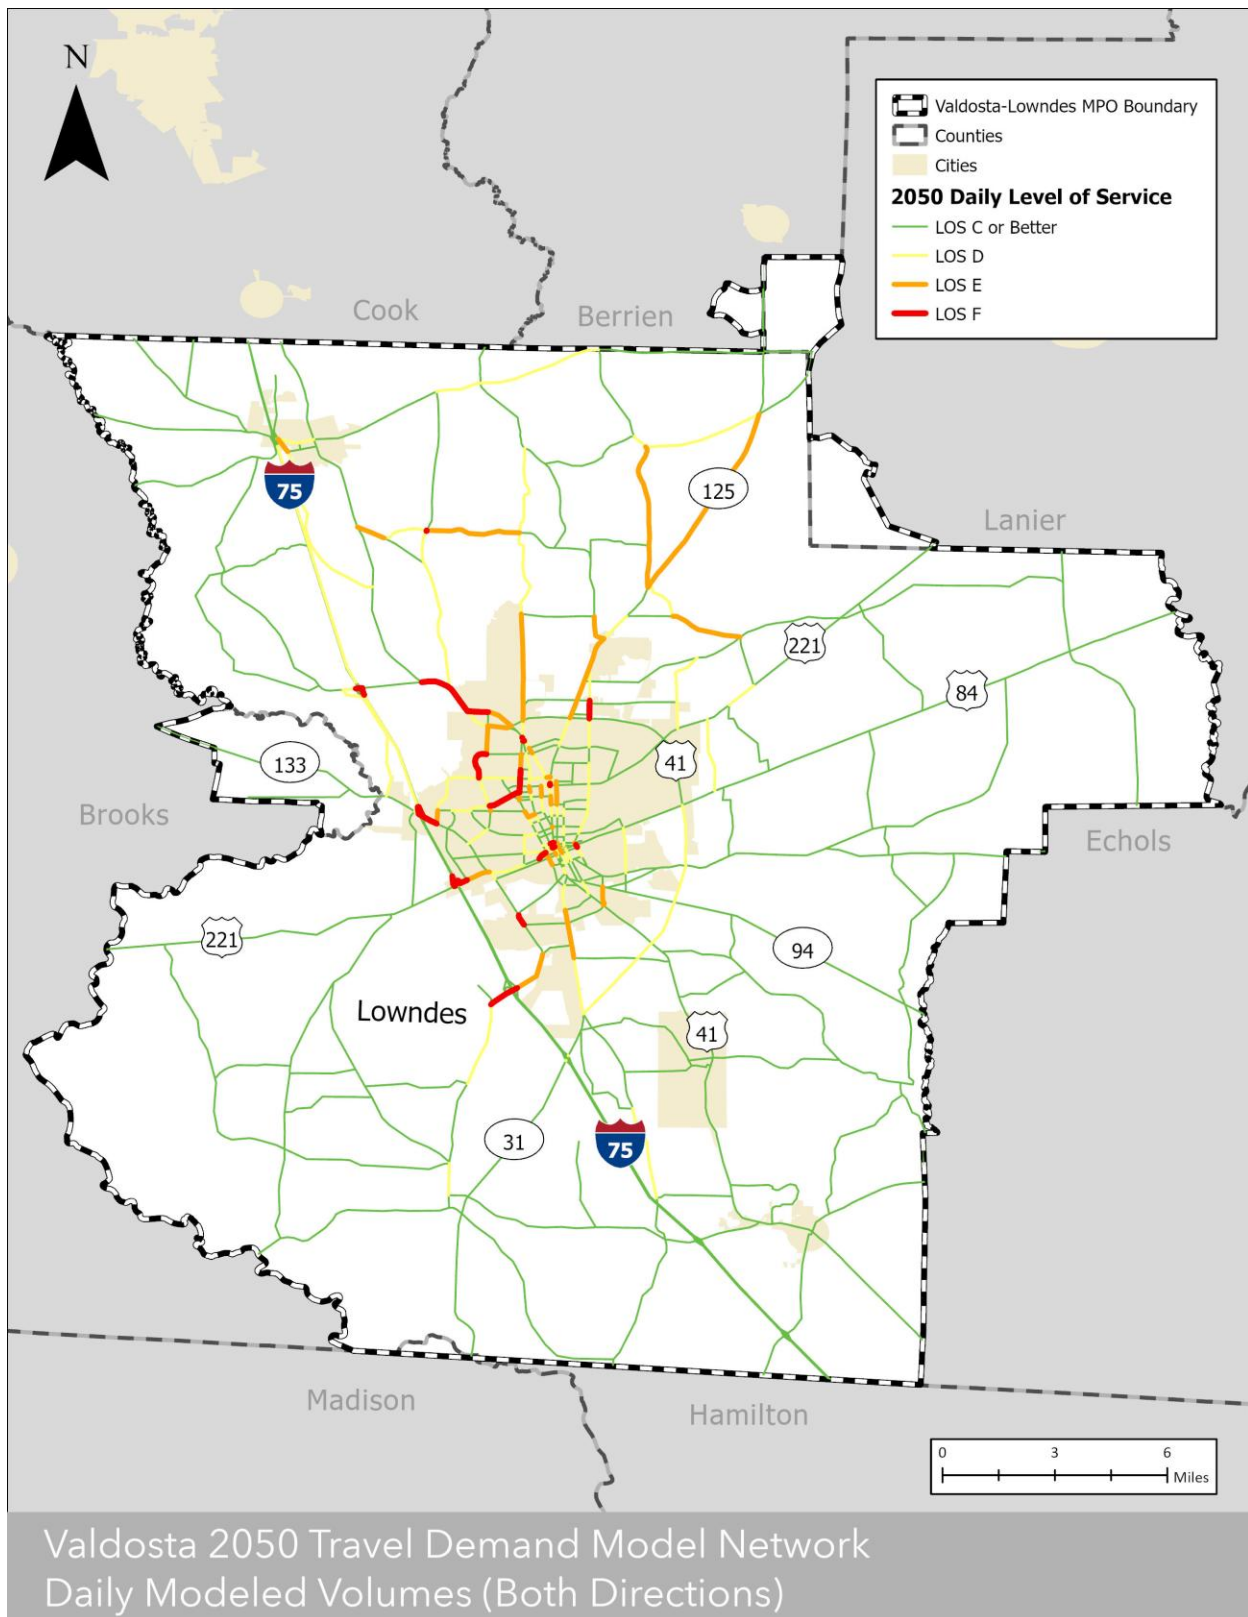 N
Valdosta-Lowndes MPO Boundary
Counties
Cities
2050 Daily Level of Service
LOS C or Better
LOS D
LOS E
LOS F
Cook
Berrien
75
125
Lanier
221
84
133
41
Brooks
Echols
221
94
Lowndes
41
31
75
Madison
Hamilton
0 3 6
Miles
Valdosta 2050 Travel Demand Model Network
Daily Modeled Volumes (Both Directions)